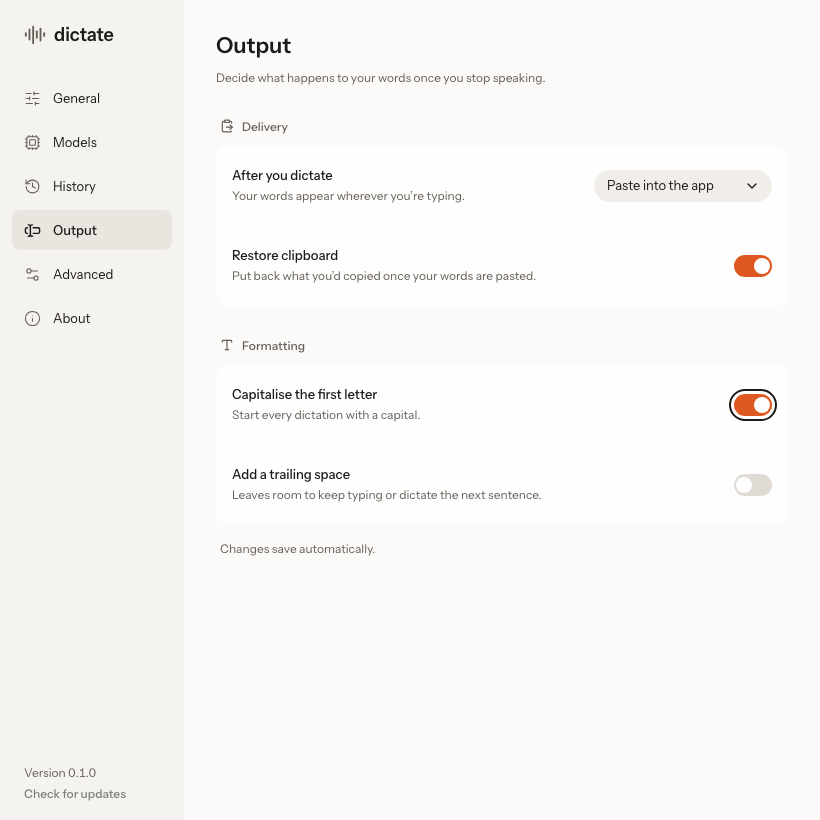 dictate
General
Models
History
Output
Advanced
About
Version 0.1.0
Check for updates
Output
Decide what happens to your words once you stop speaking.
Delivery
After you dictate
Your words appear wherever you’re typing.
Paste into the app
Restore clipboard
Put back what you’d copied once your words are pasted.
Formatting
Capitalise the first letter
Start every dictation with a capital.
Add a trailing space
Leaves room to keep typing or dictate the next sentence.
Changes save automatically.